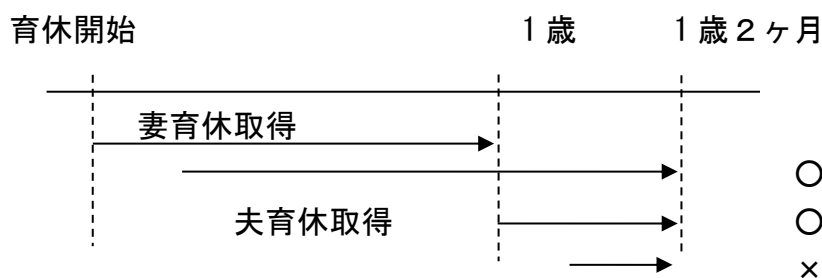 育休開始 1歳 1歳2ヶ月
妻育休取得
○
夫育休取得 ○
×